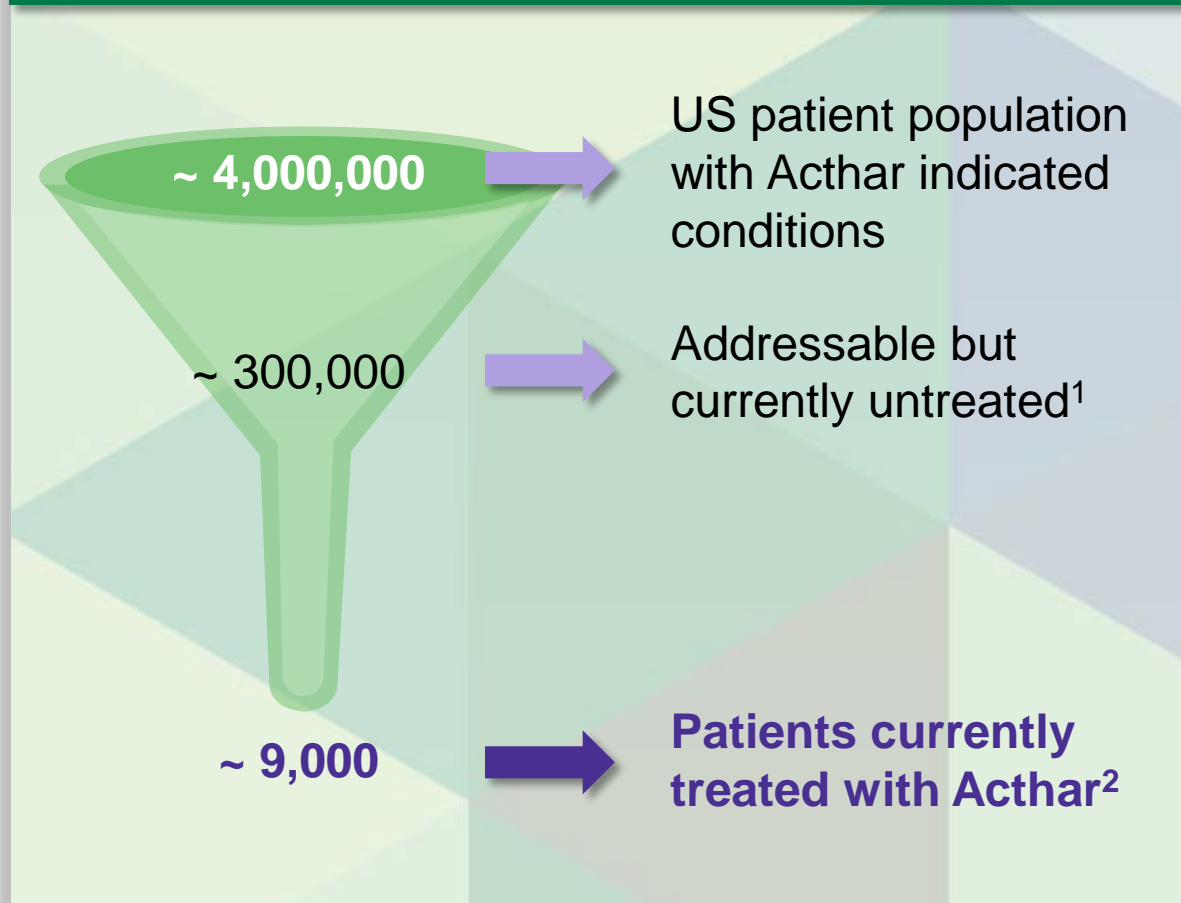 ~ 4,000,000
US patient population
with Acthar indicated
conditions
~ 300,000
Addressable but
currently untreated¹
~ 9,000
Patients currently
treated with Acthar²